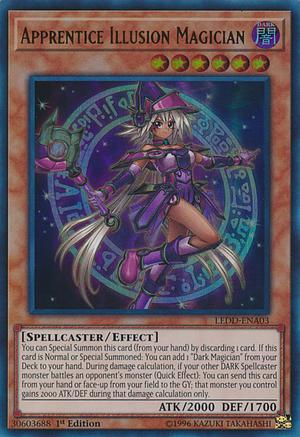 APPRENTICE ILLUSION MAGICIAN
DARK
闇
LEDD-ENA03
[SPELLCASTER/EFFECT]
You can Special Summon this card (from your hand) by discarding 1 card. If this
card is Normal or Special Summoned: You can add 1 "Dark Magician" from your
Deck to your hand. During damage calculation, if your other DARK Spellcaster
monster battles an opponent's monster (Quick Effect): You can send this card
from your hand or face-up from your field to the GY; that monster you control
gains 2000 ATK/DEF during that damage calculation only.
ATK/2000 DEF/1700
30603688 1st Edition
©1996 KAZUKI TAKAHASHI